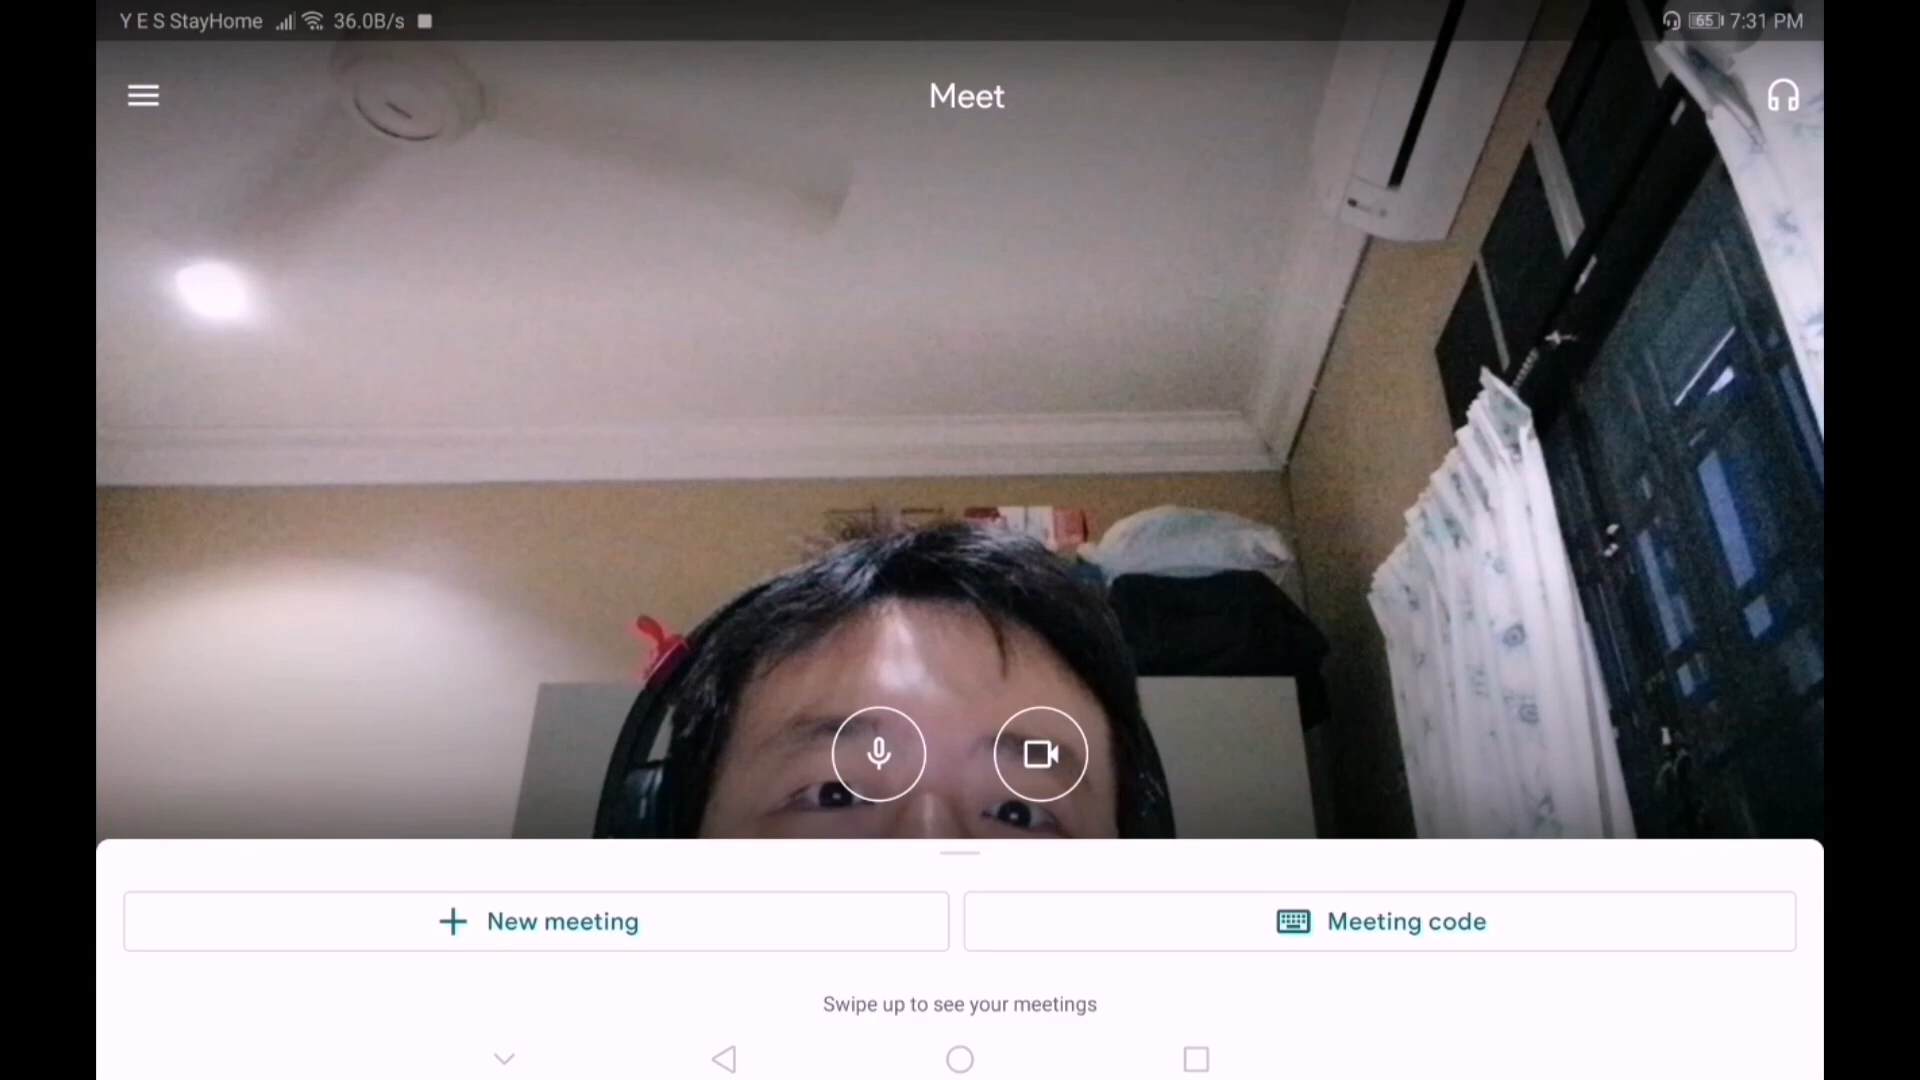 Y E S StayHome 36.0B/s 65 7:31 PM
Meet
New meeting
Meeting code
Swipe up to see your meetings